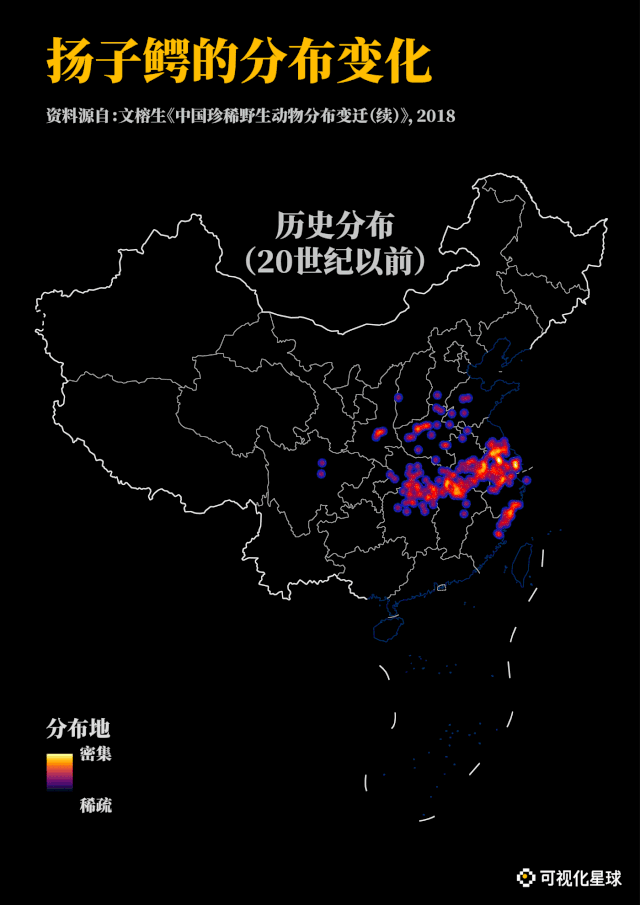 扬子鳄的分布变化
资料源自：文榕生《中国珍稀野生动物分布变迁（续）》，2018
历史分布
（20世纪以前）
分布地
密集
稀疏
可视化星球